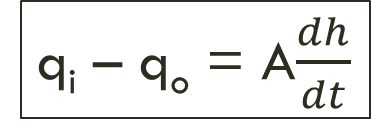 qᵢ − qₒ = A dh/dt